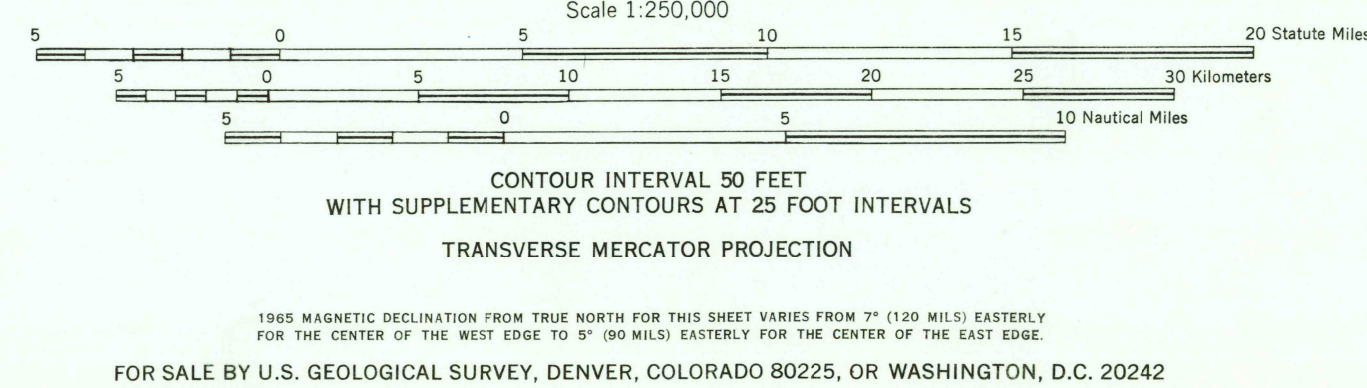 Scale 1:250,000
5 0 5 10 15 20 Statute Miles
5 0 5 10 15 20 25 30 Kilometers
5 0 5 10 Nautical Miles
CONTOUR INTERVAL 50 FEET
WITH SUPPLEMENTARY CONTOURS AT 25 FOOT INTERVALS
TRANSVERSE MERCATOR PROJECTION
1965 MAGNETIC DECLINATION FROM TRUE NORTH FOR THIS SHEET VARIES FROM 7° (120 MILS) EASTERLY
FOR THE CENTER OF THE WEST EDGE TO 5° (90 MILS) EASTERLY FOR THE CENTER OF THE EAST EDGE.
FOR SALE BY U.S. GEOLOGICAL SURVEY, DENVER, COLORADO 80225, OR WASHINGTON, D.C. 20242